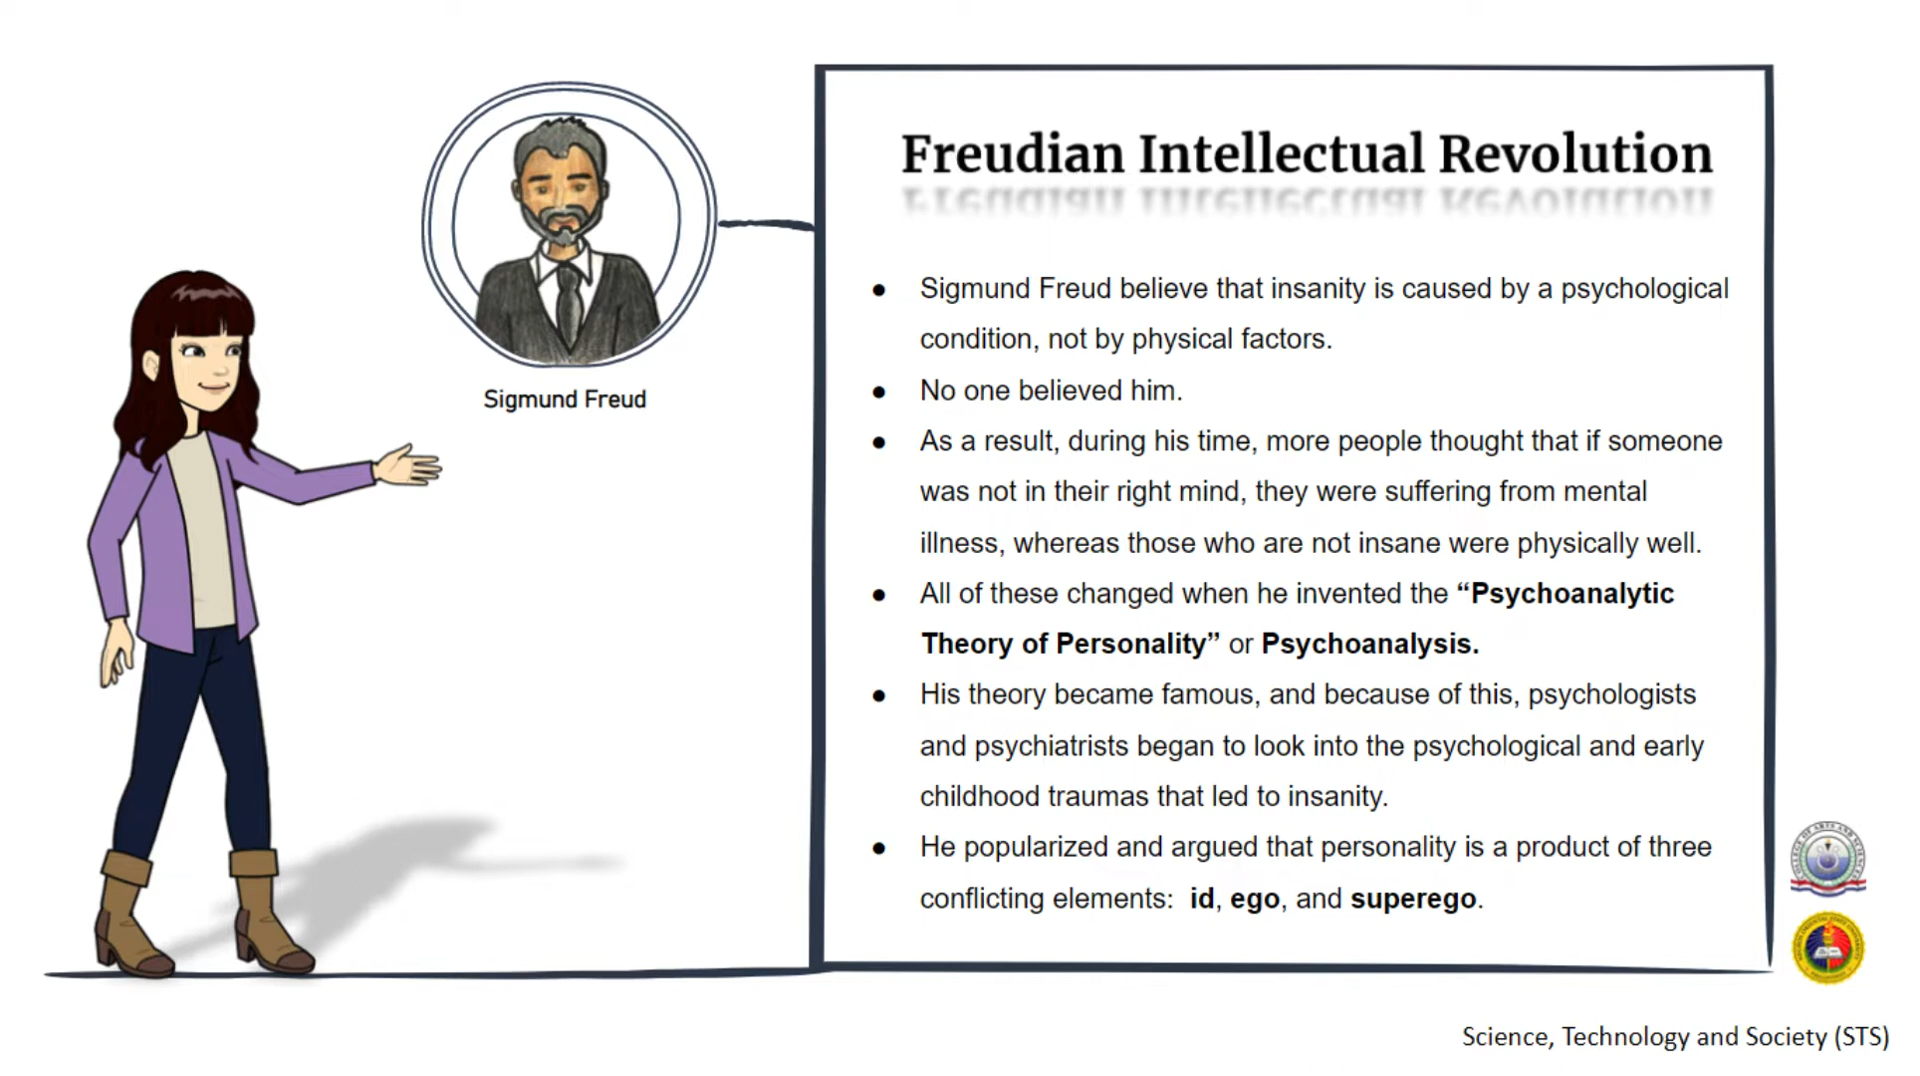 Freudian Intellectual Revolution
Sigmund Freud
● Sigmund Freud believe that insanity is caused by a psychological
condition, not by physical factors.
● No one believed him.
● As a result, during his time, more people thought that if someone
was not in their right mind, they were suffering from mental
illness, whereas those who are not insane were physically well.
● All of these changed when he invented the “Psychoanalytic
Theory of Personality” or Psychoanalysis.
● His theory became famous, and because of this, psychologists
and psychiatrists began to look into the psychological and early
childhood traumas that led to insanity.
● He popularized and argued that personality is a product of three
conflicting elements: id, ego, and superego.
COLLEGE OF ARTS AND SCIENCES
Science, Technology and Society (STS)